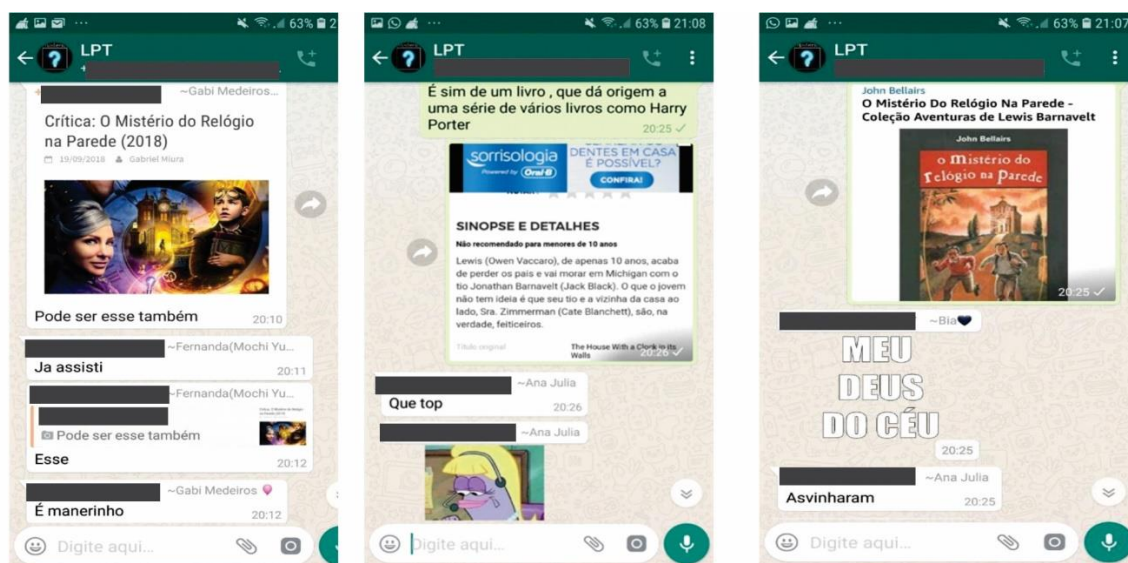 63% 2
LPT
+
~Gabi Medeiros...
Crítica: O Mistério do Relógio
na Parede (2018)
19/09/2018 Gabriel Miura
Pode ser esse também
20:10
~Fernanda(Mochi Yu...
Ja assisti
20:11
~Fernanda(Mochi Yu...
Pode ser esse também
Esse
20:12
~Gabi Medeiros
É manerinho
20:12
Digite aqui...
63% 21:08
LPT
É sim de um livro , que dá origem a
uma série de vários livros como Harry
Porter
20:25
sorrisologia
Powered by Oral-B
DENTES EM CASA
É POSSÍVEL?
CONFIRA!
SINOPSE E DETALHES
Não recomendado para menores de 10 anos
Lewis (Owen Vaccaro), de apenas 10 anos, acaba
de perder os pais e vai morar em Michigan com o
tio Jonathan Barnavelt (Jack Black). O que o jovem
não tem ideia é que seu tio e a vizinha da casa ao
lado, Sra. Zimmerman (Cate Blanchett), são, na
verdade, feiticeiros.
Título original
The House With a Clock in its
Walls
20:26
~Ana Julia
Que top
20:26
~Ana Julia
Digite aqui...
63% 21:07
LPT
John Bellairs
O Mistério Do Relógio Na Parede -
Coleção Aventuras de Lewis Barnavelt
John Bellairs
o mistério do
relógio na parede
20:25
~Bia
MEU
DEUS
DO CÉU
20:25
~Ana Julia
Asvinharam
20:25
Digite aqui...